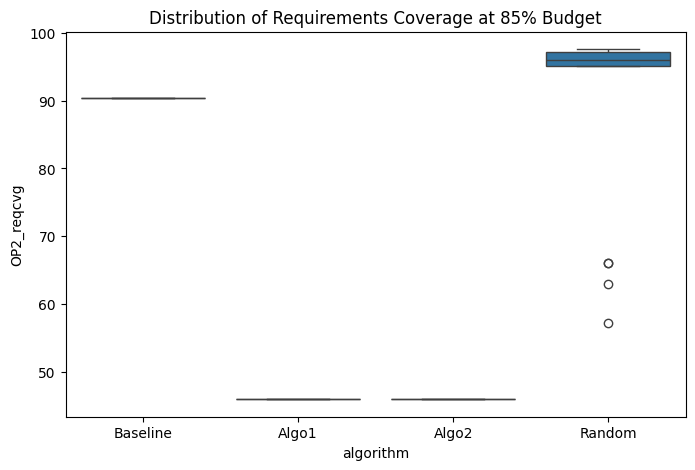 Distribution of Requirements Coverage at 85% Budget
100
90
80
70
60
50
OP2_reqcvg
Baseline
Algo1
Algo2
Random
algorithm